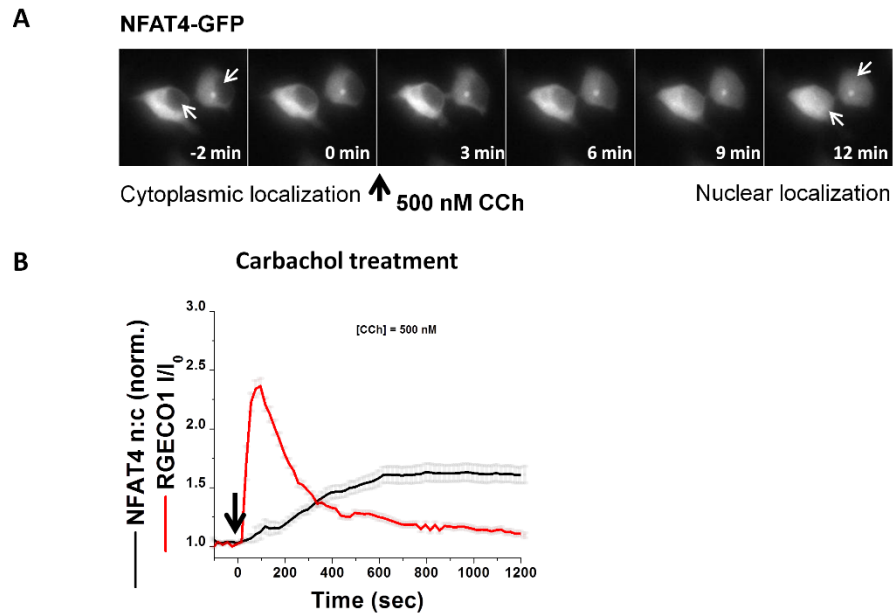 A
NFAT4-GFP
-2 min
0 min
3 min
6 min
9 min
12 min
Cytoplasmic localization
500 nM CCh
Nuclear localization
B
Carbachol treatment
NFAT4 n:c (norm.)
RGECO1 I/I0
3.0
2.5
2.0
1.5
1.0
[CCh] = 500 nM
0
200
400
600
800
1000
1200
Time (sec)